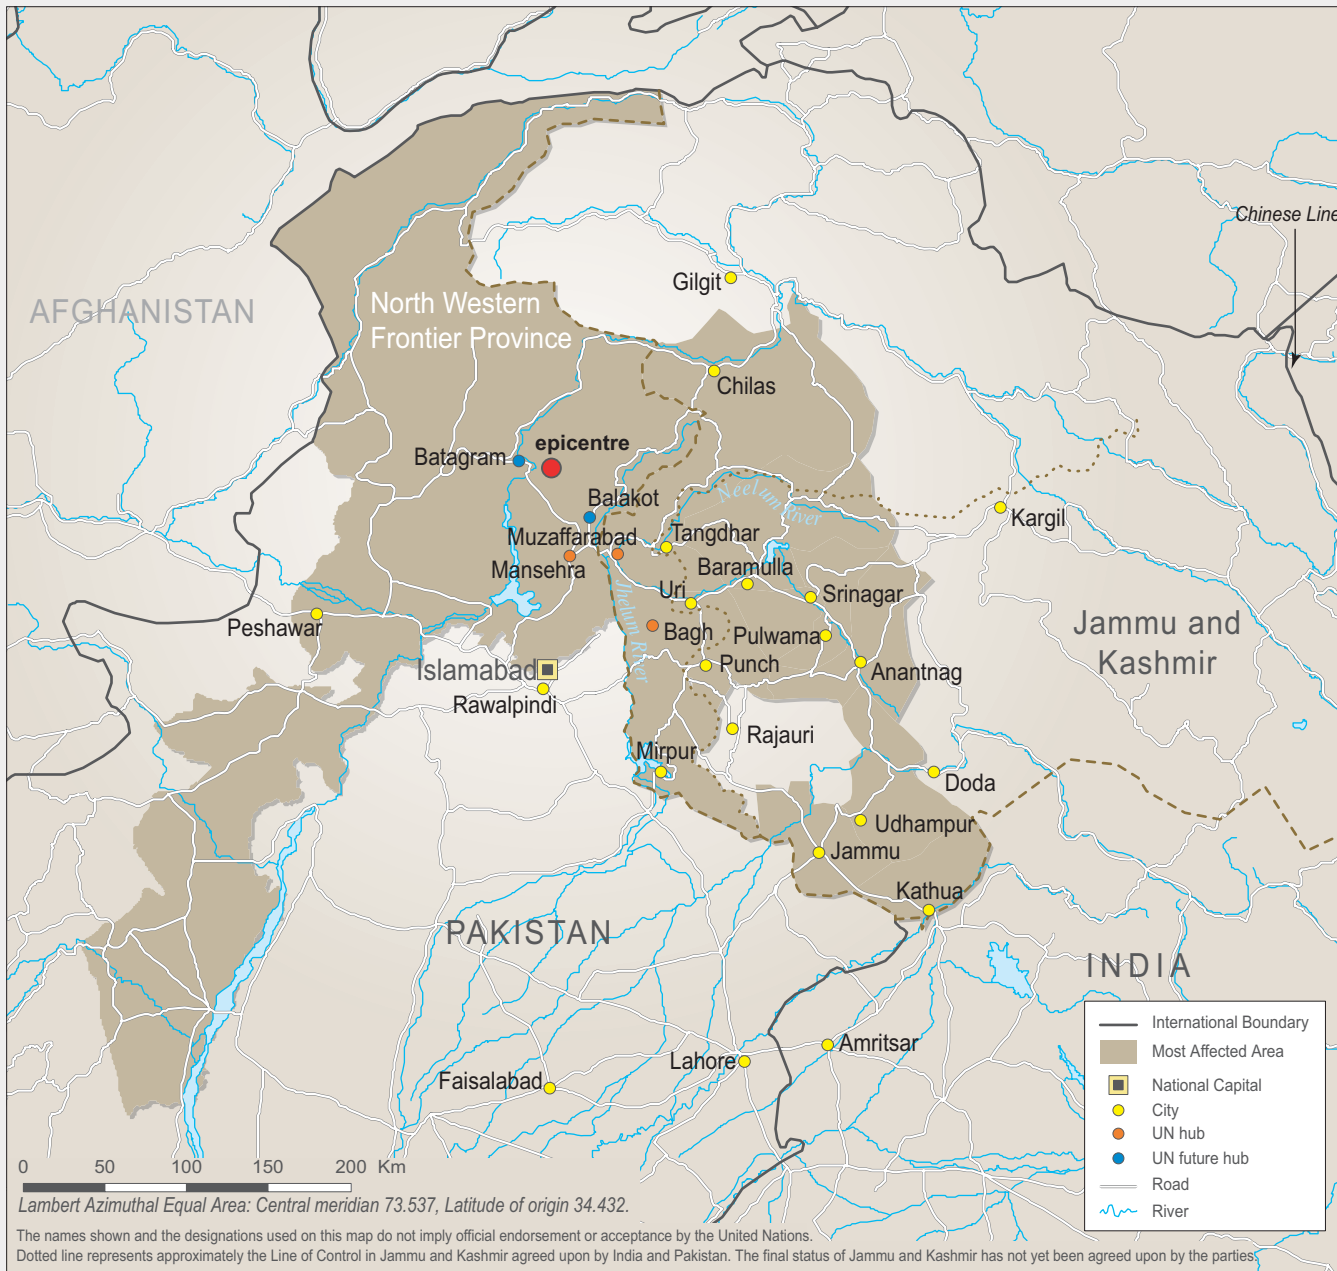 Chinese Line
Gilgit
AFGHANISTAN
North Western
Frontier Province
Chilas
epicentre
Batagram
Balakot
Neelum River
Kargil
Muzaffarabad
Tangdhar
Mansehra
Baramulla
Uri
Srinagar
Jhelum River
Peshawar
Bagh
Pulwama
Jammu and
Kashmir
Islamabad
Punch
Anantnag
Rawalpindi
Rajauri
Mirpur
Doda
Udhampur
Jammu
Kathua
PAKISTAN
INDIA
Amritsar
Lahore
Faisalabad
International Boundary
Most Affected Area
National Capital
City
UN hub
UN future hub
Road
River
0 50 100 150 200 Km
Lambert Azimuthal Equal Area: Central meridian 73.537, Latitude of origin 34.432.
The names shown and the designations used on this map do not imply official endorsement or acceptance by the United Nations.
Dotted line represents approximately the Line of Control in Jammu and Kashmir agreed upon by India and Pakistan. The final status of Jammu and Kashmir has not yet been agreed upon by the parties.